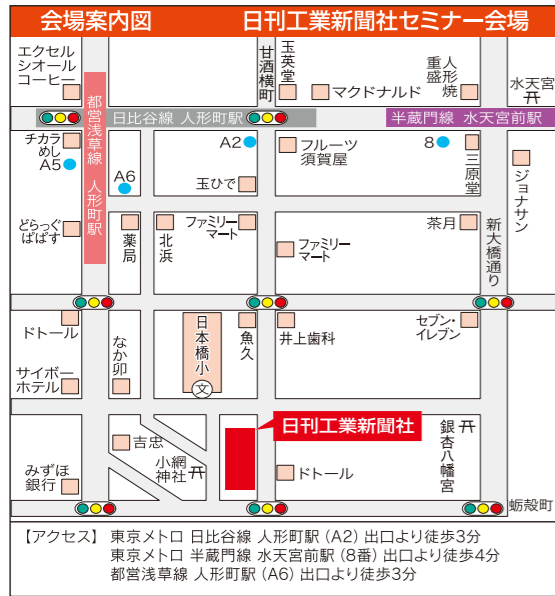 会場案内図 日刊工業新聞社セミナー会場
エクセル
シオール
コーヒー
都営浅草線 人形町駅
甘酒横町
玉英堂
マクドナルド
重盛
人形焼
水天宮
日比谷線 人形町駅
半蔵門線 水天宮前駅
チカラ
めし
A5
A6
A2
玉ひで
フルーツ
須賀屋
8
三原堂
ジョナサン
どらっぐ
ぱぱす
薬局
北浜
ファミリー
マート
ファミリー
マート
茶月
新大橋通り
ドトール
なか卯
日本橋小
文
魚久
井上歯科
セブン・
イレブン
サイボー
ホテル
吉忠
小網
神社
日刊工業新聞社
銀杏八幡宮
みずほ
銀行
ドトール
蛎殻町
【アクセス】 東京メトロ 日比谷線 人形町駅 (A2) 出口より徒歩3分
東京メトロ 半蔵門線 水天宮前駅 (8番) 出口より徒歩4分
都営浅草線 人形町駅 (A6) 出口より徒歩3分